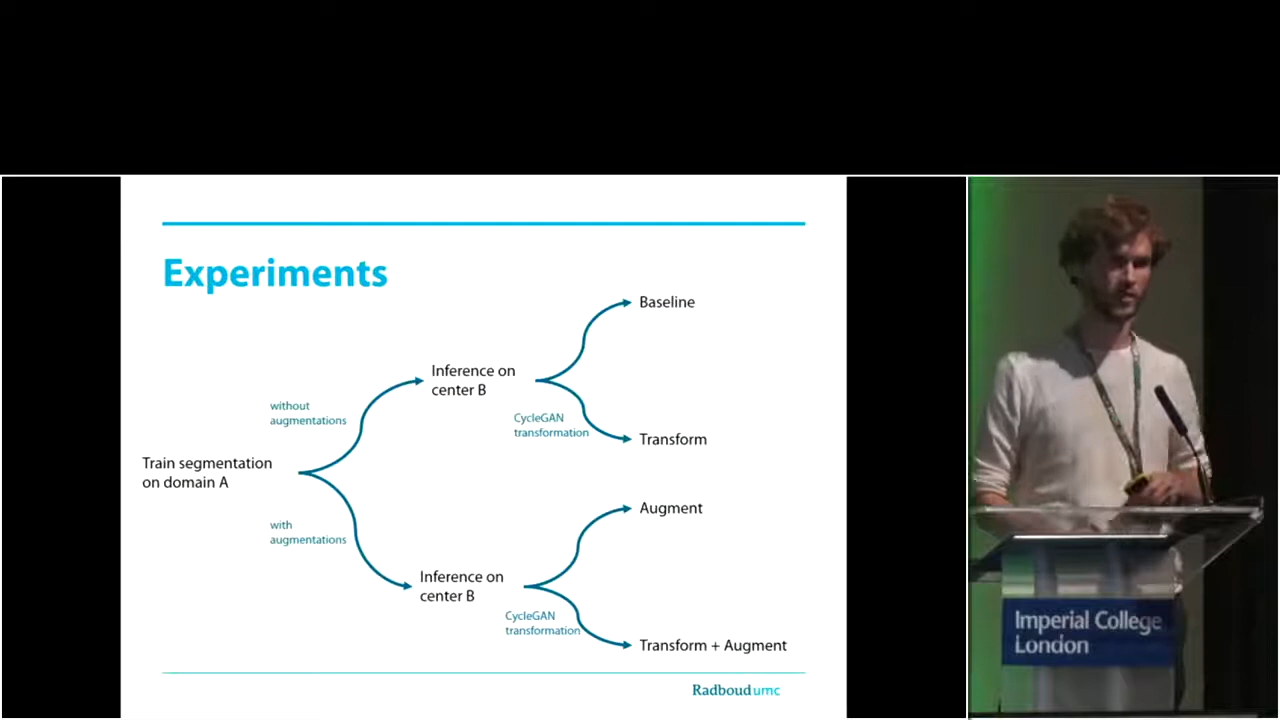 Experiments
Baseline
Inference on
center B
without
augmentations
CycleGAN
transformation
Transform
Train segmentation
on domain A
Augment
with
augmentations
Inference on
center B
CycleGAN
transformation
Transform + Augment
Radboudumc
Imperial College
London